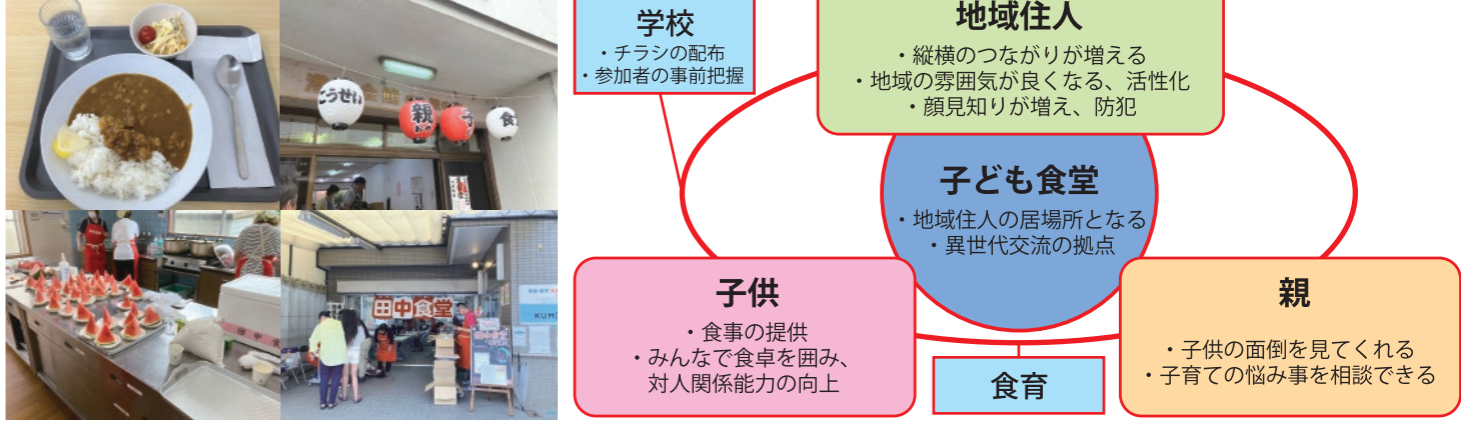 こうせい
親
おや
子
食
田中食堂
KUMO
学校
・チラシの配布
・参加者の事前把握
地域住人
・縦横のつながりが増える
・地域の雰囲気が良くなる、活性化
・顔見知りが増え、防犯
子ども食堂
・地域住人の居場所となる
・異世代交流の拠点
子供
・食事の提供
・みんなで食卓を囲み、
対人関係能力の向上
食育
親
・子供の面倒を見てくれる
・子育ての悩み事を相談できる